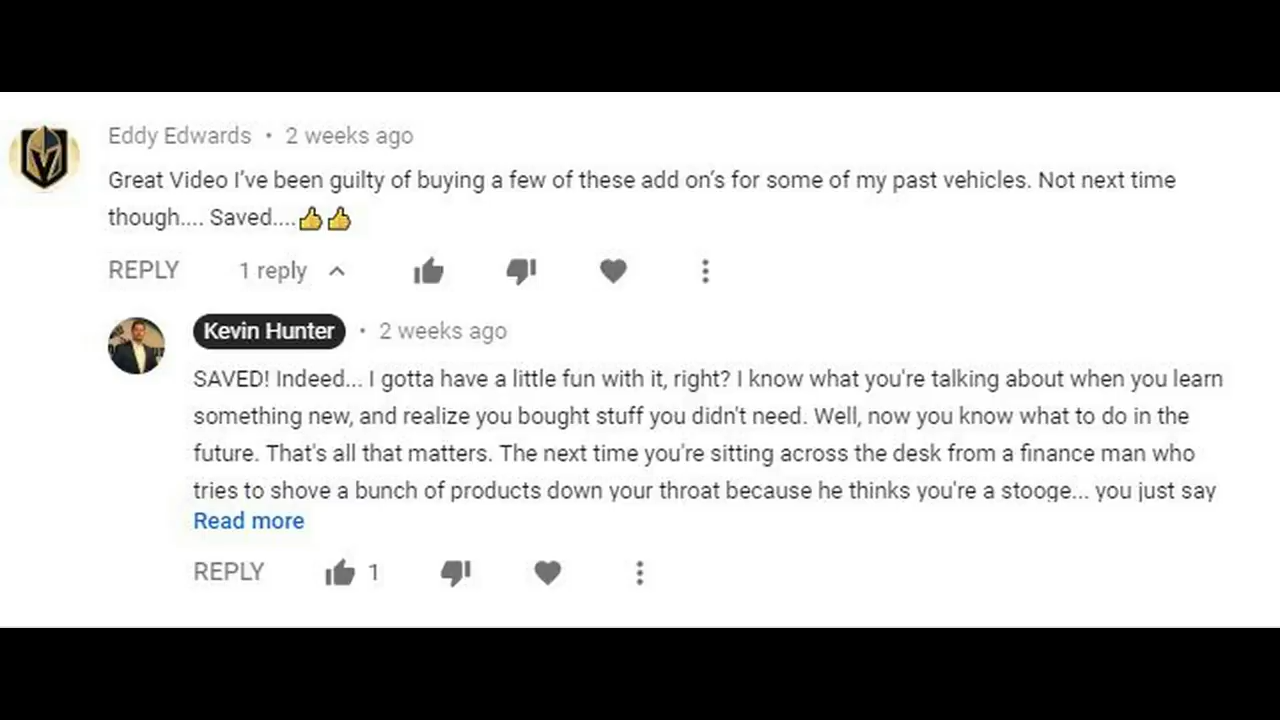 Eddy Edwards • 2 weeks ago
Great Video I've been guilty of buying a few of these add on's for some of my past vehicles. Not next time
though.... Saved....👍👍
REPLY 1 reply
Kevin Hunter • 2 weeks ago
SAVED! Indeed... I gotta have a little fun with it, right? I know what you're talking about when you learn
something new, and realize you bought stuff you didn't need. Well, now you know what to do in the
future. That's all that matters. The next time you're sitting across the desk from a finance man who
tries to shove a bunch of products down your throat because he thinks you're a stooge... you just say
Read more
REPLY 1